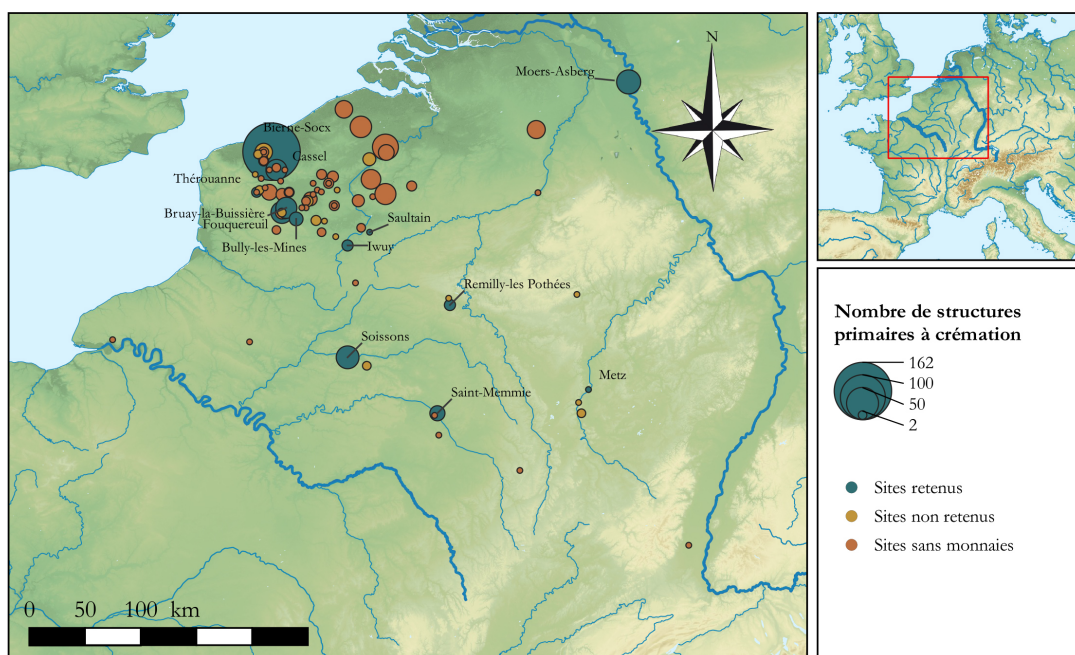 N
Moers-Asberg
Bierne-Socx
Cassel
Thérouanne
Bruay-la-Buissière
Fouquereuil
Saultain
Bully-les-Mines
Iwuy
Remilly-les Pothées
Soissons
Metz
Saint-Memmie
0 50 100 km
Nombre de structures
primaires à crémation
162
100
50
2
Sites retenus
Sites non retenus
Sites sans monnaies